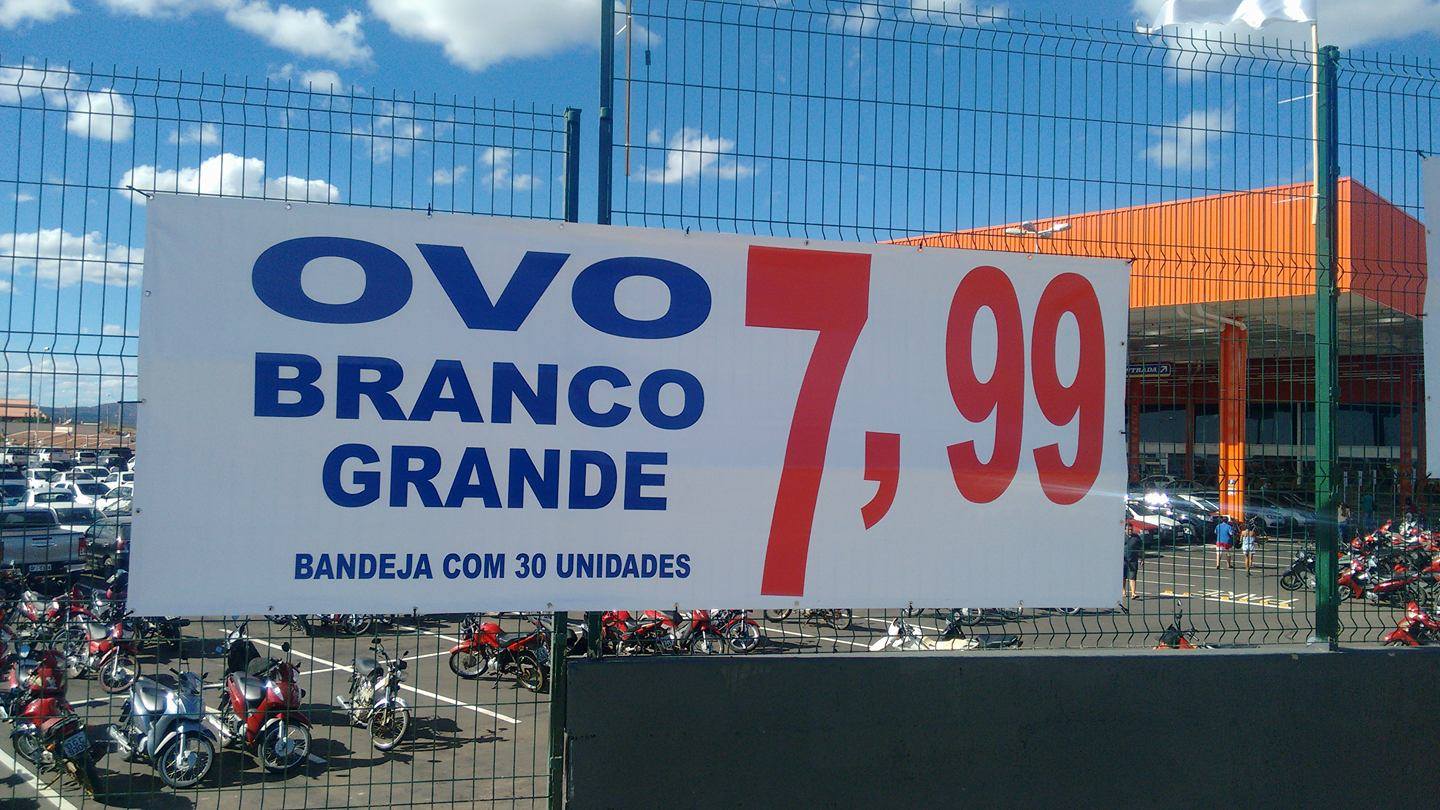 OVO
BRANCO
GRANDE
BANDEJA COM 30 UNIDADES
7,99